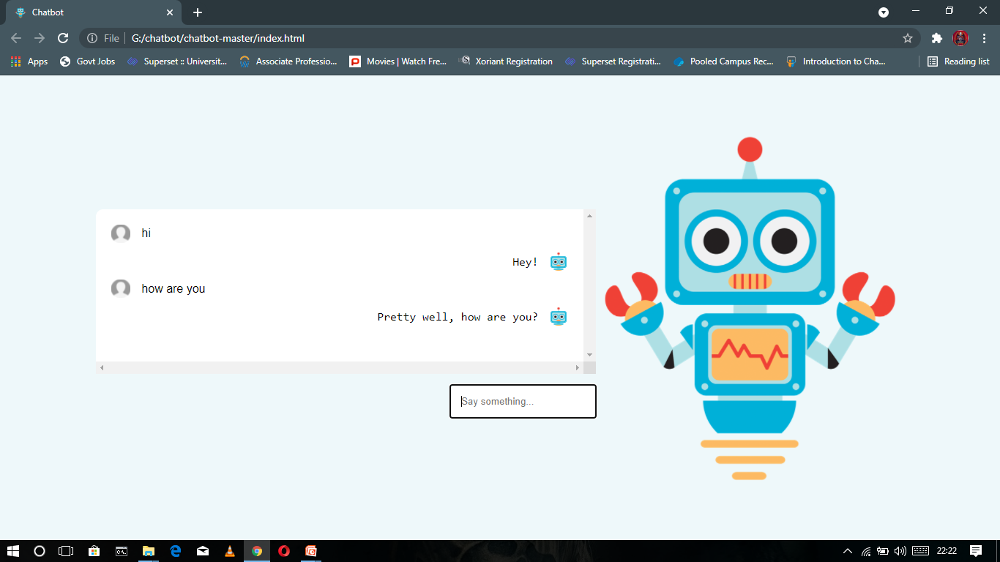 Chatbot
File
G:/chatbot/chatbot-master/index.html
Apps
Govt Jobs
Superset :: Universit...
Associate Professio...
Movies | Watch Fre...
Xoriant Registration
Superset Registrati...
Pooled Campus Rec...
Introduction to Cha...
Reading list
hi
Hey!
how are you
Pretty well, how are you?
Say something...
22:22